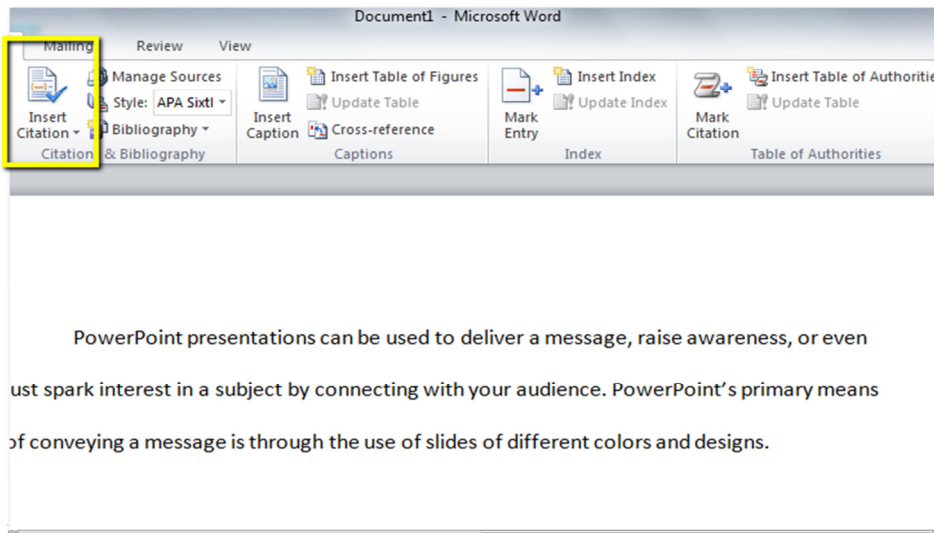 Document1 - Microsoft Word
Mailing Review View
Insert Citation
Manage Sources
Style: APA Sixtl
Bibliography
Citation & Bibliography
Insert Caption
Insert Table of Figures
Update Table
Cross-reference
Captions
Mark Entry
Insert Index
Update Index
Index
Mark Citation
Insert Table of Authoritie
Update Table
Table of Authorities
PowerPoint presentations can be used to deliver a message, raise awareness, or even
ust spark interest in a subject by connecting with your audience. PowerPoint’s primary means
of conveying a message is through the use of slides of different colors and designs.